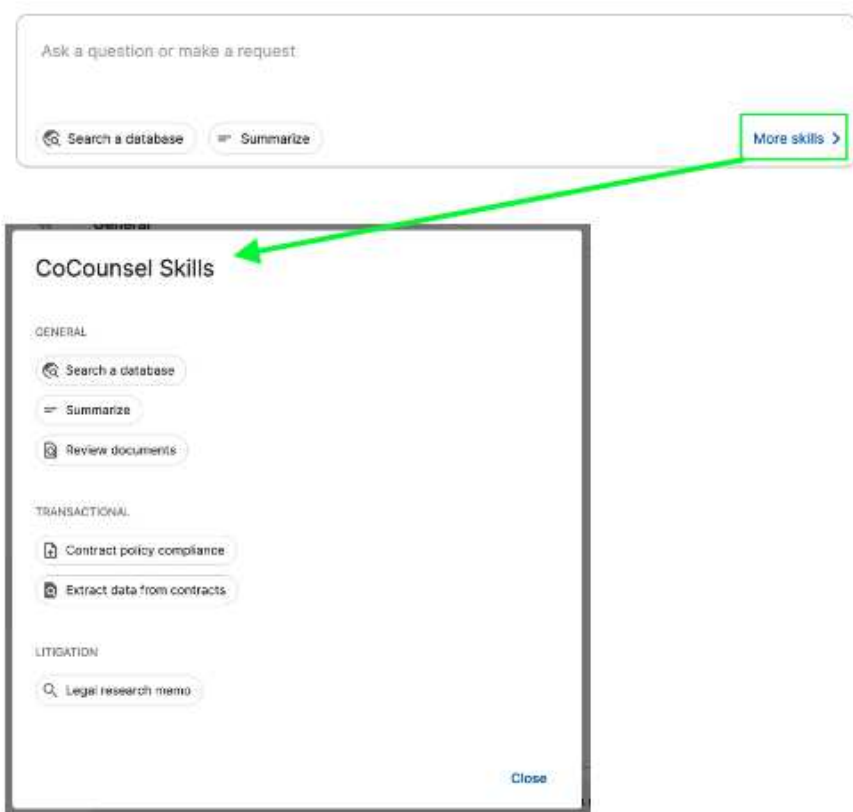 Ask a question or make a request
Search a database
Summarize
More skills
General
CoCounsel Skills
GENERAL
Search a database
Summarize
Review documents
TRANSACTIONAL
Contract policy compliance
Extract data from contracts
LITIGATION
Legal research memo
Close